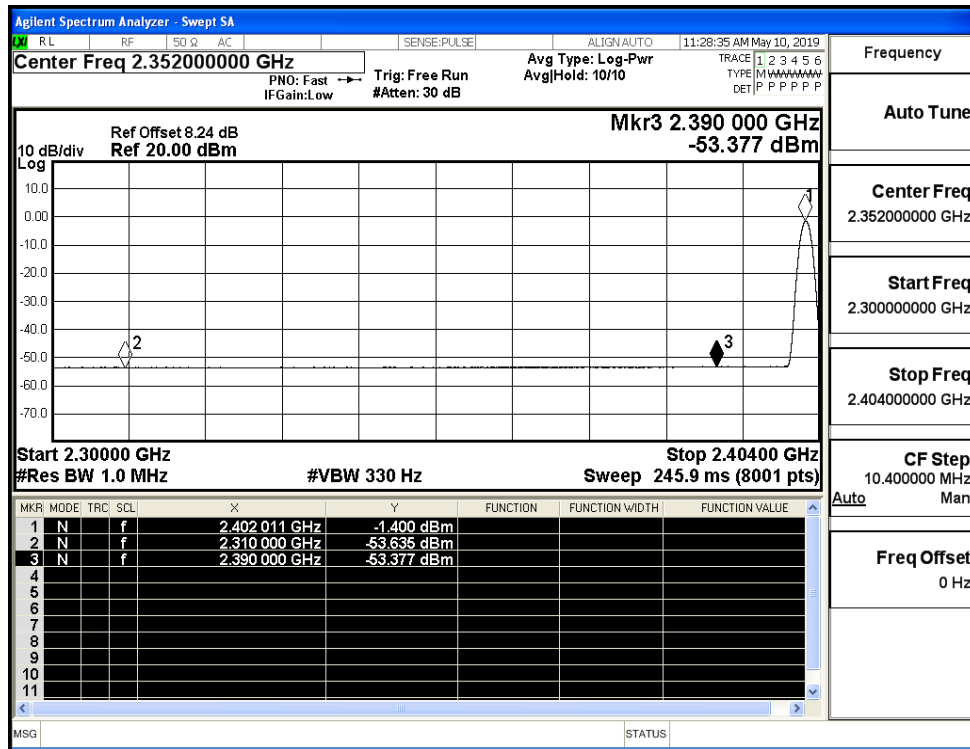 Agilent Spectrum Analyzer - Swept SA
LXI RL RF 50 Ω AC SENSE:PULSE ALIGN AUTO 11:28:35 AM May 10, 2019
Center Freq 2.352000000 GHz
PNO: Fast
IFGain:Low
Trig: Free Run
#Atten: 30 dB
Avg Type: Log-Pwr
Avg|Hold: 10/10
TRACE 1 2 3 4 5 6
TYPE M WWWWW
DET P P P P P P
Ref Offset 8.24 dB
10 dB/div Ref 20.00 dBm
Log
Mkr3 2.390 000 GHz
-53.377 dBm
10.0
0.00
-10.0
-20.0
-30.0
-40.0
-50.0
-60.0
-70.0
1
2
3
Start 2.30000 GHz Stop 2.40400 GHz
#Res BW 1.0 MHz #VBW 330 Hz Sweep 245.9 ms (8001 pts)
MKR MODE TRC SCL X Y FUNCTION FUNCTION WIDTH FUNCTION VALUE
1 N f 2.402 011 GHz -1.400 dBm
2 N f 2.310 000 GHz -53.635 dBm
3 N f 2.390 000 GHz -53.377 dBm
4
5
6
7
8
9
10
11
MSG STATUS
Frequency
Auto Tune
Center Freq
2.352000000 GHz
Start Freq
2.300000000 GHz
Stop Freq
2.404000000 GHz
CF Step
10.400000 MHz
Auto Man
Freq Offset
0 Hz